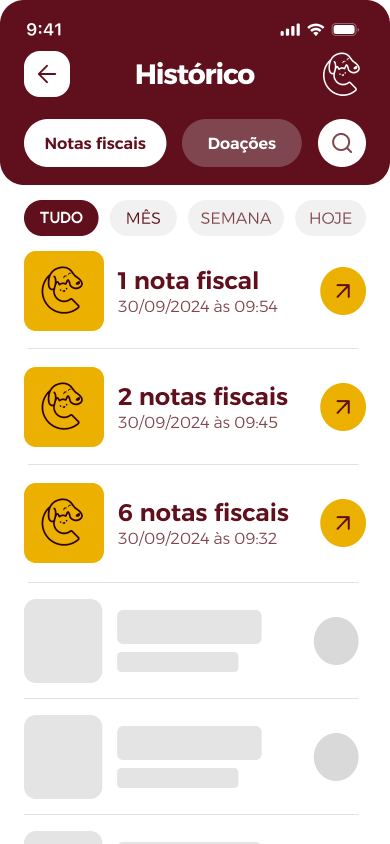 9:41
Histórico
Notas fiscais
Doações
TUDO
MÊS
SEMANA
HOJE
1 nota fiscal
30/09/2024 às 09:54
2 notas fiscais
30/09/2024 às 09:45
6 notas fiscais
30/09/2024 às 09:32